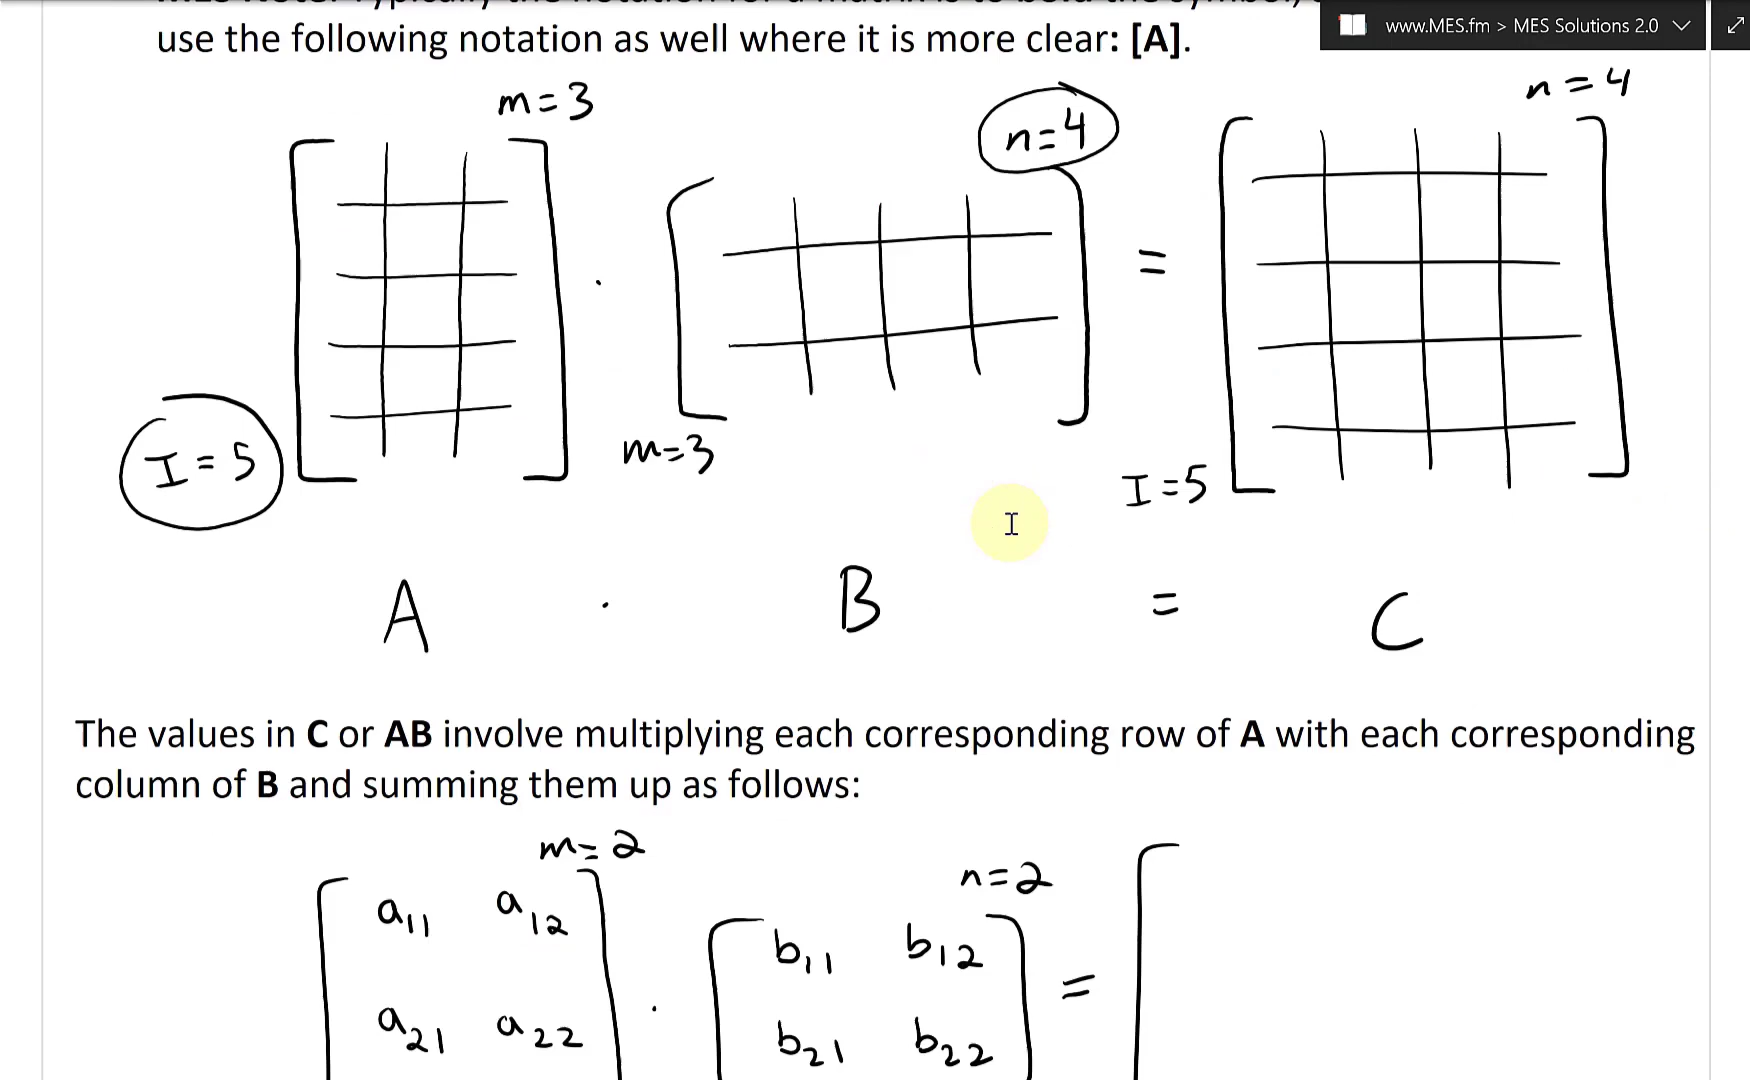 use the following notation as well where it is more clear: [A].
www.MES.fm > MES Solutions 2.0
m=3
n=4
n=4
I=5
m=3
I=5
A . B = C
The values in C or AB involve multiplying each corresponding row of A with each corresponding
column of B and summing them up as follows:
m=2
n=2
a11 a12
b11 b12
. =
a21 a22
b21 b22